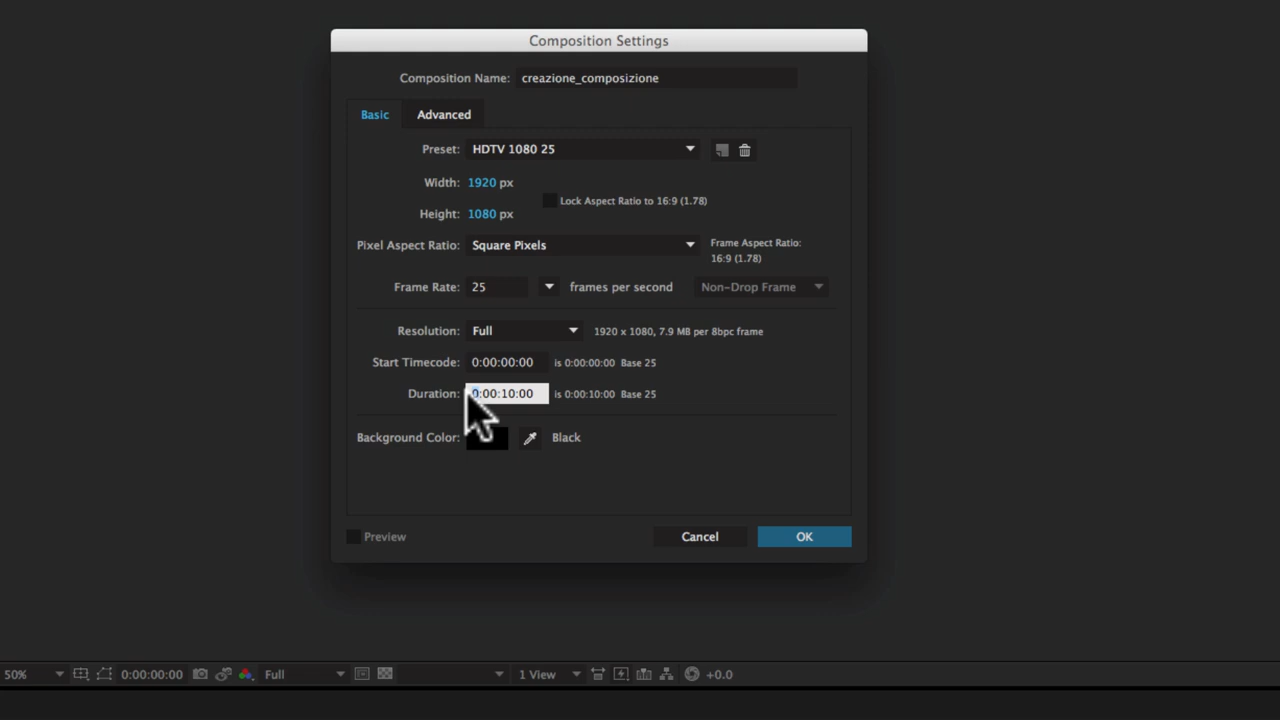 Composition Settings
Composition Name: creazione_composizione
Basic Advanced
Preset: HDTV 1080 25
Width: 1920 px
Lock Aspect Ratio to 16:9 (1.78)
Height: 1080 px
Pixel Aspect Ratio: Square Pixels
Frame Aspect Ratio:
16:9 (1.78)
Frame Rate: 25 frames per second Non-Drop Frame
Resolution: Full 1920 x 1080, 7.9 MB per 8bpc frame
Start Timecode: 0:00:00:00 is 0:00:00:00 Base 25
Duration: 0:00:10:00 is 0:00:10:00 Base 25
Background Color: Black
Preview Cancel OK
50% 0:00:00:00 Full 1 View +0.0